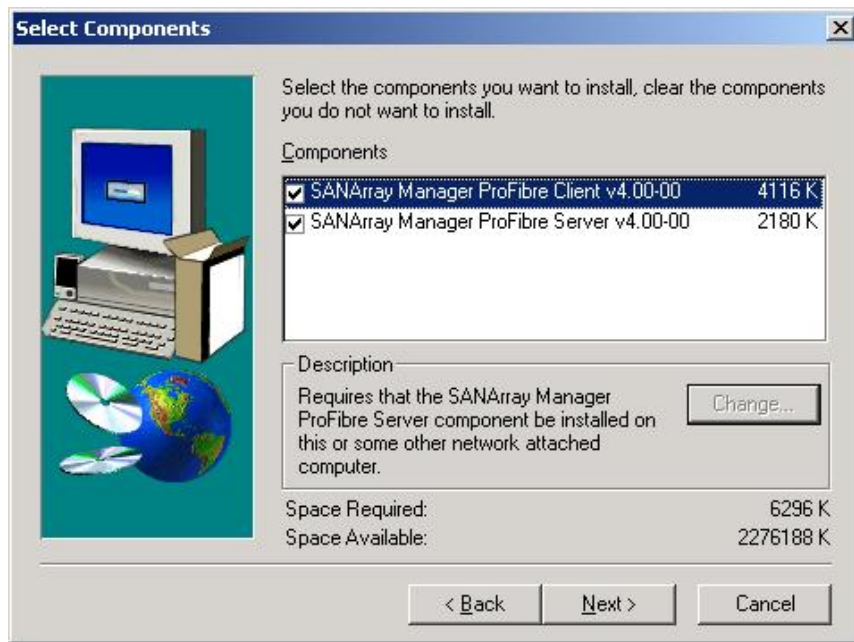 Select Components
Select the components you want to install, clear the components
you do not want to install.
Components
SANArray Manager ProFibre Client v4.00-00 4116 K
SANArray Manager ProFibre Server v4.00-00 2180 K
Description
Requires that the SANArray Manager
ProFibre Server component be installed on
this or some other network attached
computer.
Change...
Space Required: 6296 K
Space Available: 2276188 K
< Back Next > Cancel